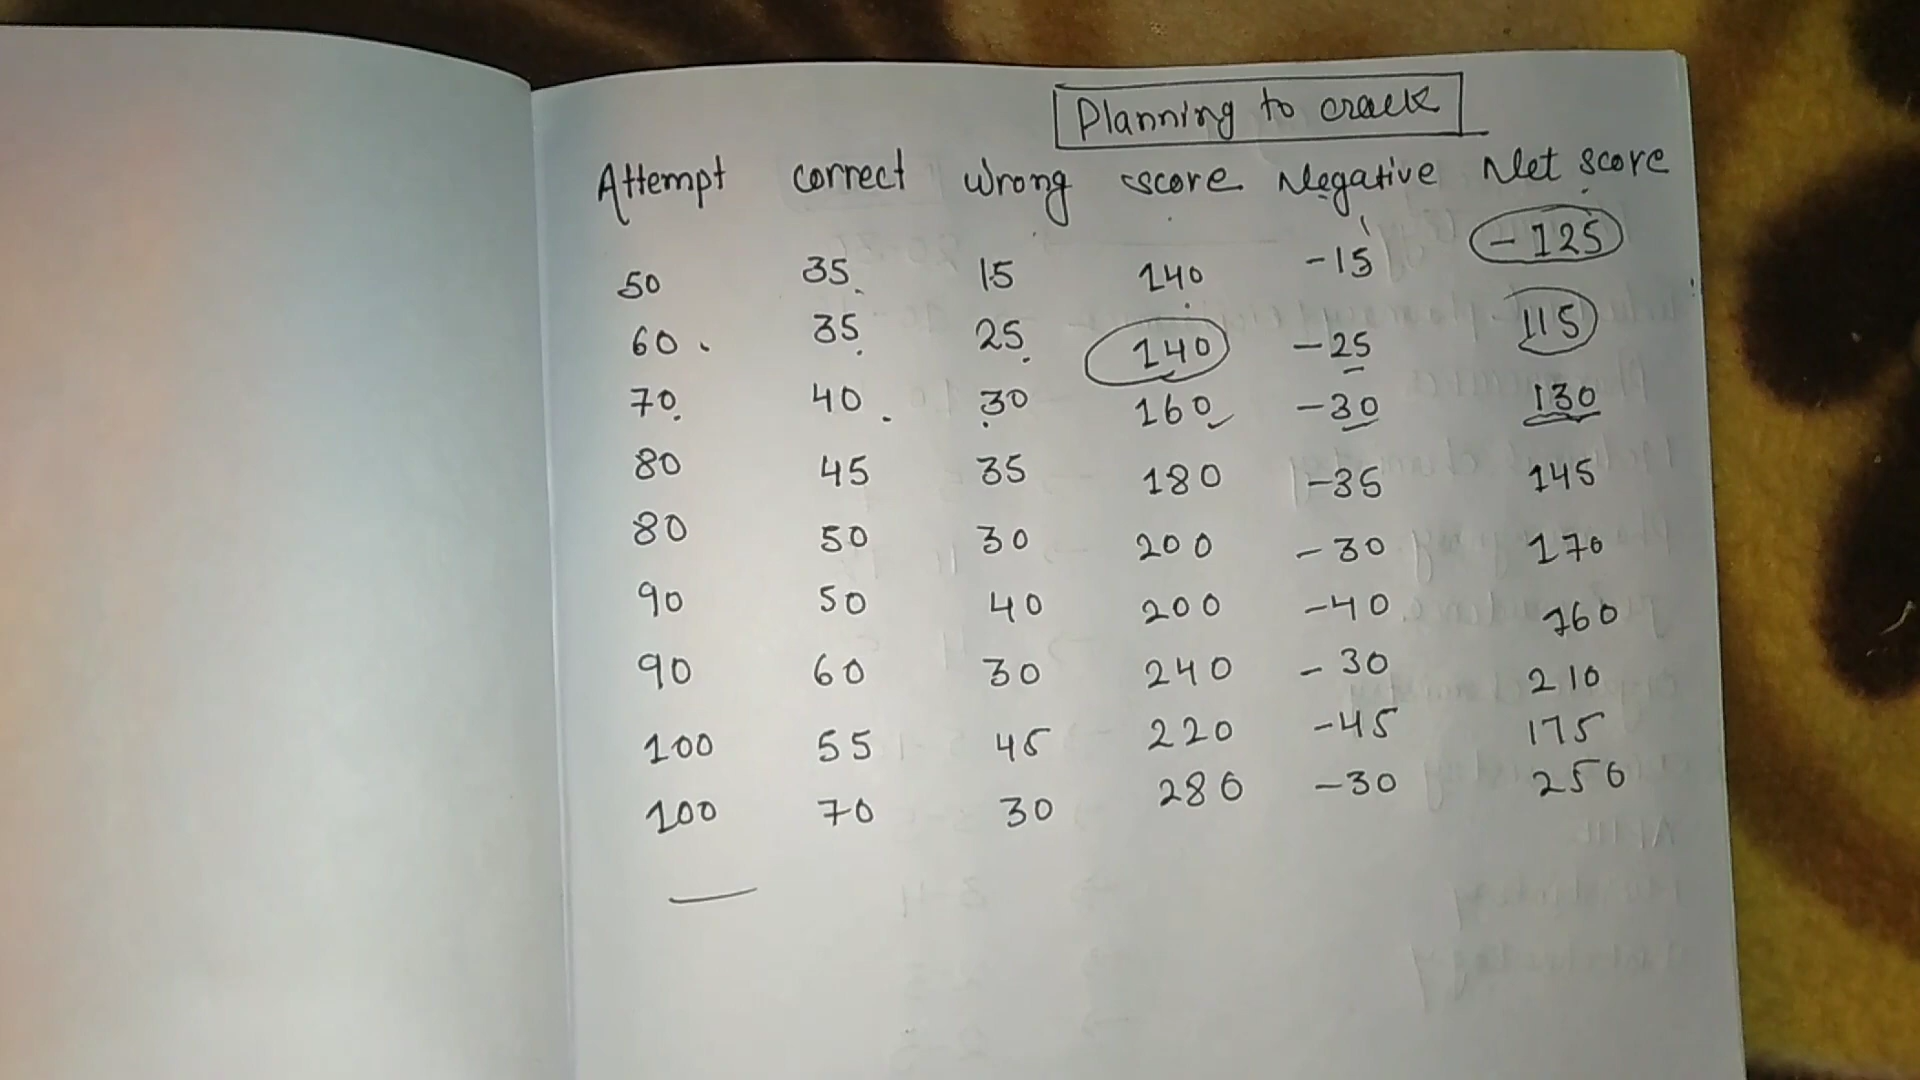 Planning to crack
Attempt correct wrong score Negative Net score
50 35 15 140 -15 -125
60 35 25 140 -25 115
70 40 30 160 -30 130
80 45 35 180 -35 145
80 50 30 200 -30 170
90 50 40 200 -40 160
90 60 30 240 -30 210
100 55 45 220 -45 175
100 70 30 280 -30 250